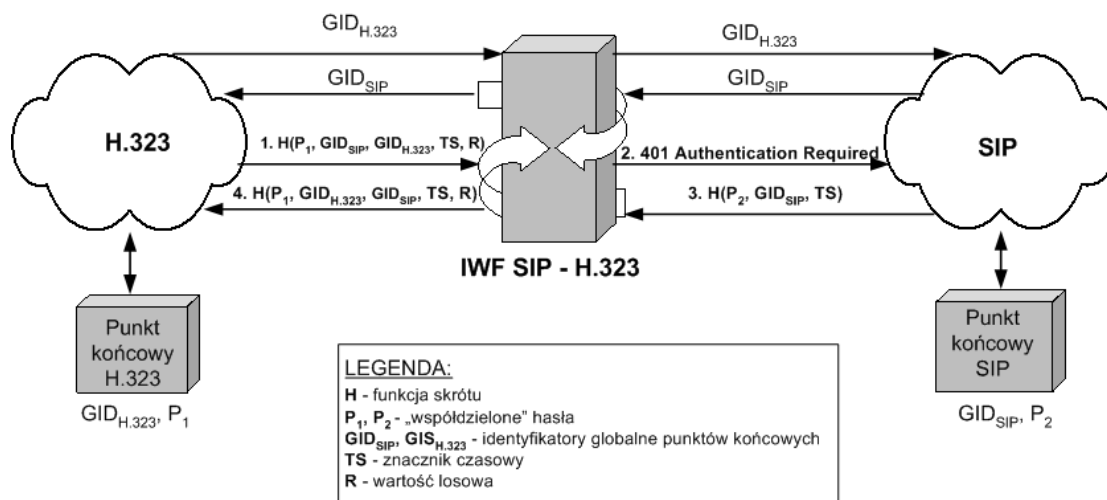 GID_H.323
GID_H.323
GID_SIP
GID_SIP
H.323
SIP
1. H(P_1, GID_SIP, GID_H.323, TS, R)
2. 401 Authentication Required
4. H(P_1, GID_H.323, GID_SIP, TS, R)
3. H(P_2, GID_SIP, TS)
IWF SIP - H.323
Punkt
końcowy
H.323
Punkt
końcowy
SIP
GID_H.323, P_1
GID_SIP, P_2
LEGENDA:
H - funkcja skrótu
P_1, P_2 - „współdzielone” hasła
GID_SIP, GIS_H.323 - identyfikatory globalne punktów końcowych
TS - znacznik czasowy
R - wartość losowa